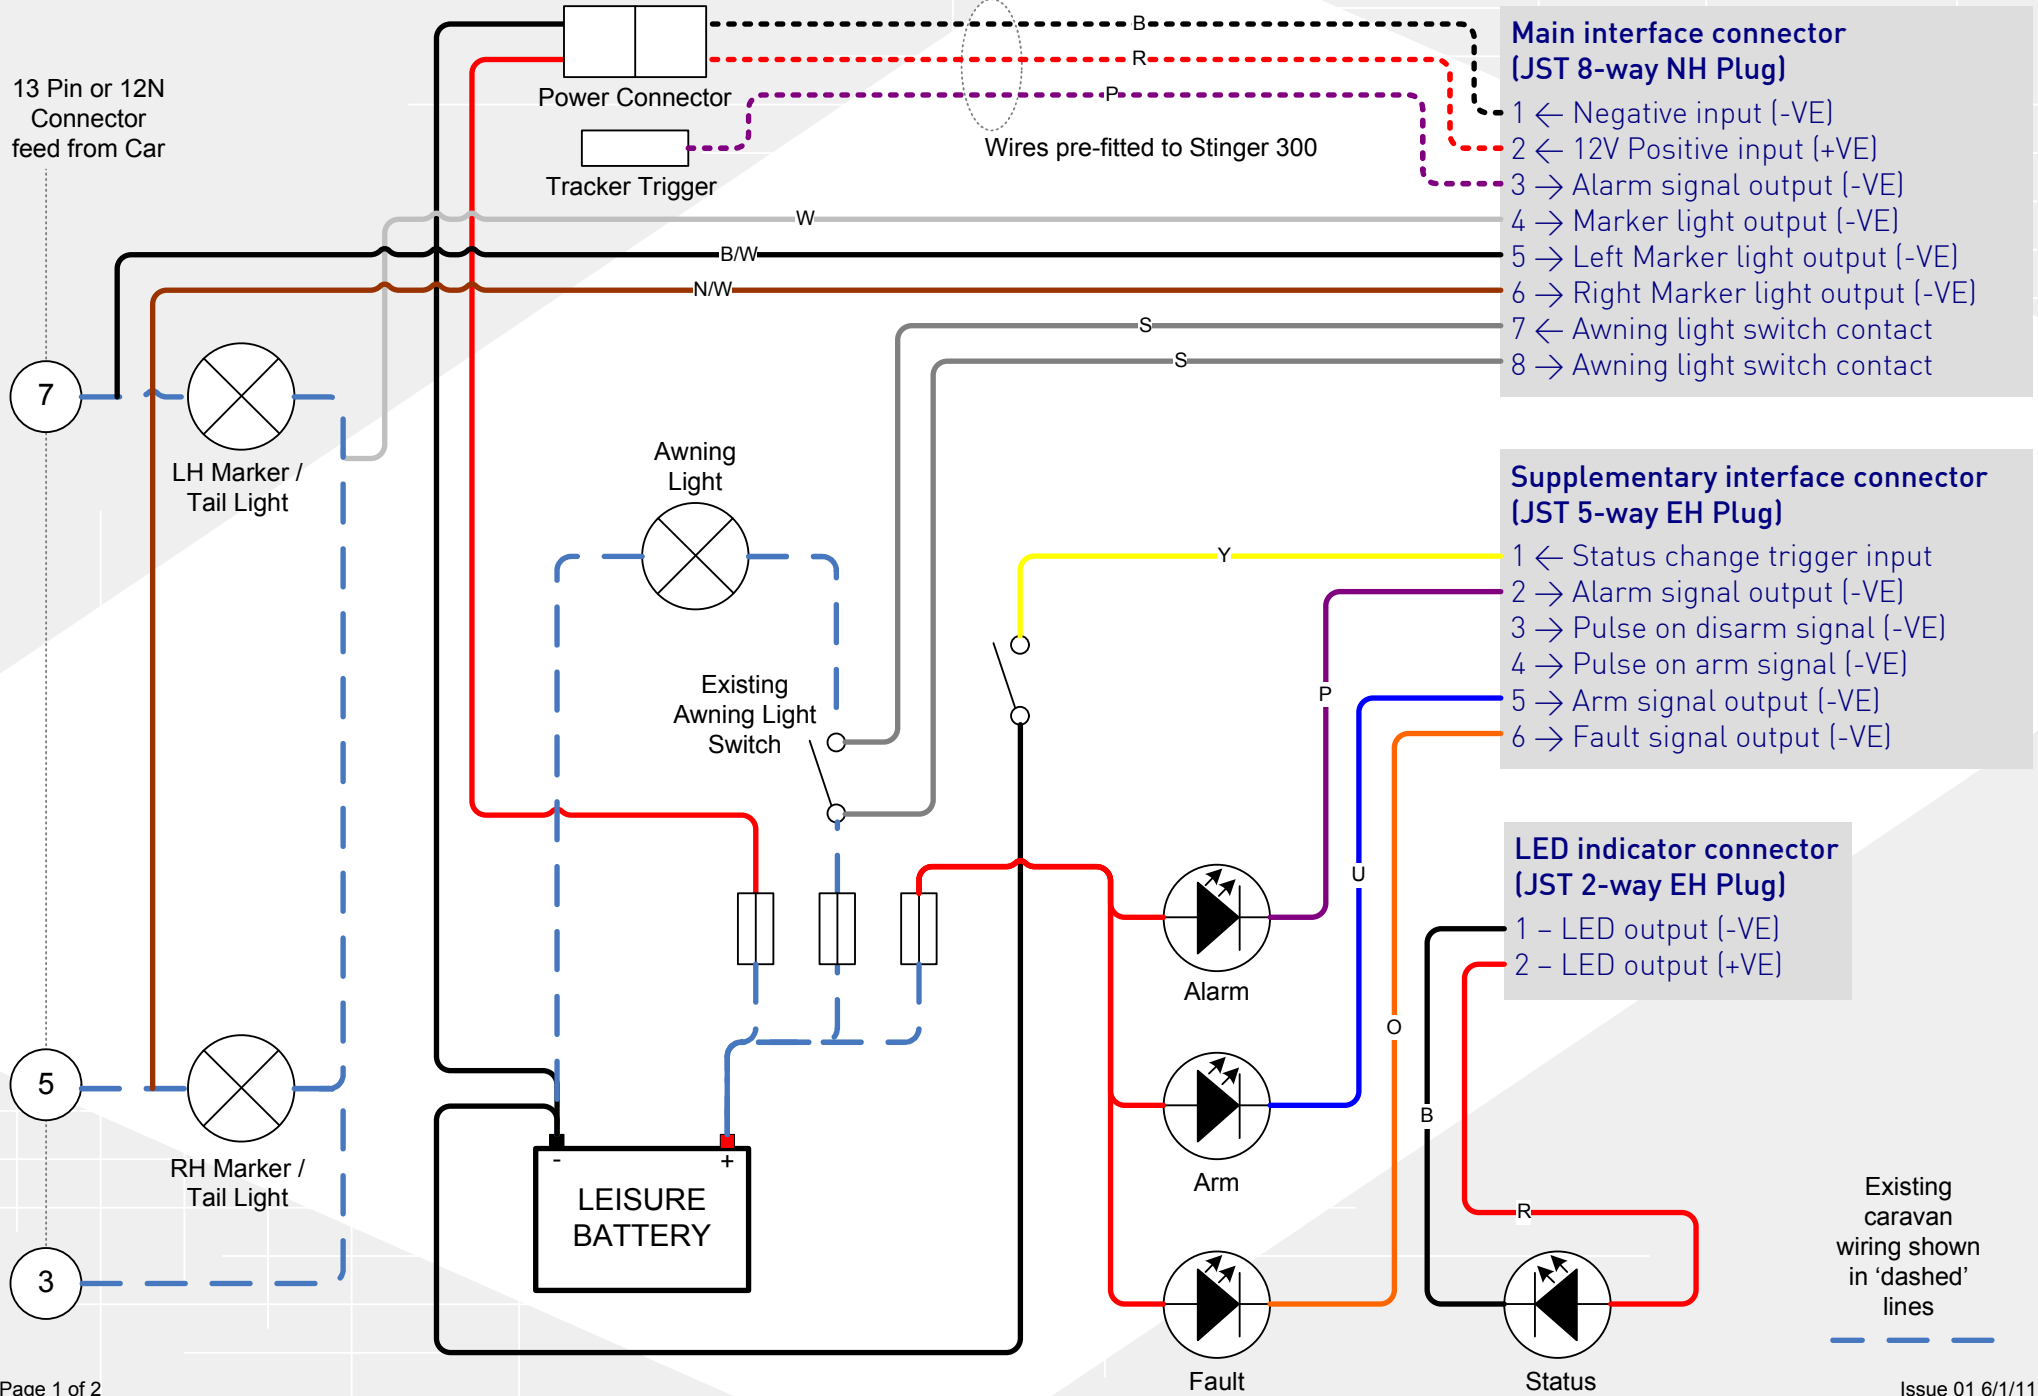 13 Pin or 12N
Connector
feed from Car
Power Connector
Tracker Trigger
B
R
P
Wires pre-fitted to Stinger 300
W
B/W
N/W
S
S
Main interface connector
(JST 8-way NH Plug)
1 ← Negative input (-VE)
2 ← 12V Positive input (+VE)
3 → Alarm signal output (-VE)
4 → Marker light output (-VE)
5 → Left Marker light output (-VE)
6 → Right Marker light output (-VE)
7 ← Awning light switch contact
8 → Awning light switch contact
7
LH Marker /
Tail Light
Awning
Light
Existing
Awning Light
Switch
Y
P
U
O
Supplementary interface connector
(JST 5-way EH Plug)
1 ← Status change trigger input
2 → Alarm signal output (-VE)
3 → Pulse on disarm signal (-VE)
4 → Pulse on arm signal (-VE)
5 → Arm signal output (-VE)
6 → Fault signal output (-VE)
LED indicator connector
(JST 2-way EH Plug)
1 – LED output (-VE)
2 – LED output (+VE)
Alarm
Arm
Fault
B
R
Status
5
RH Marker /
Tail Light
3
- +
LEISURE
BATTERY
Existing
caravan
wiring shown
in ‘dashed’
lines
Page 1 of 2
Issue 01 6/1/11